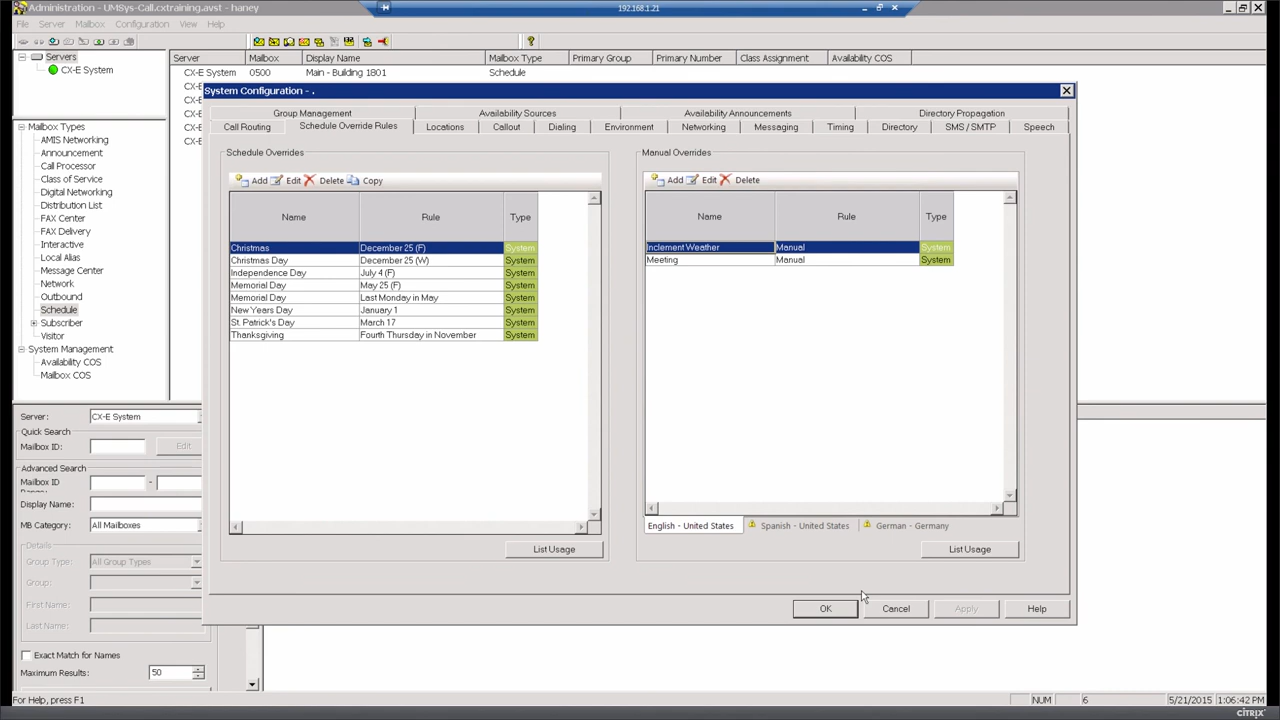 Administration - UMSys-Call.cxtraining.avst - haney
192.168.1.21
File Server Mailbox Configuration View Help
Servers
CX-E System
Server Mailbox Display Name Mailbox Type Primary Group Primary Number Class Assignment Availability COS
CX-E System 0500 Main - Building 1801 Schedule
CX-E
CX-E
CX-E
CX-E
CX-E
Mailbox Types
AMIS Networking
Announcement
Call Processor
Class of Service
Digital Networking
Distribution List
FAX Center
FAX Delivery
Interactive
Local Alias
Message Center
Network
Outbound
Schedule
Subscriber
Visitor
System Management
Availability COS
Mailbox COS
Server: CX-E System
Quick Search
Mailbox ID: Edit
Advanced Search
Mailbox ID -
Display Name:
MB Category: All Mailboxes
Details
Group Type: All Group Types
Group:
First Name:
Last Name:
Exact Match for Names
Maximum Results: 50
System Configuration - .
Group Management Availability Sources Availability Announcements Directory Propagation
Call Routing Schedule Override Rules Locations Callout Dialing Environment Networking Messaging Timing Directory SMS / SMTP Speech
Schedule Overrides
Add Edit Delete Copy
Name Rule Type
Christmas December 25 (F) System
Christmas Day December 25 (W) System
Independence Day July 4 (F) System
Memorial Day May 25 (F) System
Memorial Day Last Monday in May System
New Years Day January 1 System
St. Patrick's Day March 17 System
Thanksgiving Fourth Thursday in November System
List Usage
Manual Overrides
Add Edit Delete
Name Rule Type
Inclement Weather Manual System
Meeting Manual System
English - United States Spanish - United States German - Germany
List Usage
OK Cancel Apply Help
For Help, press F1
NUM 6 5/21/2015 1:06:42 PM
CITRIX